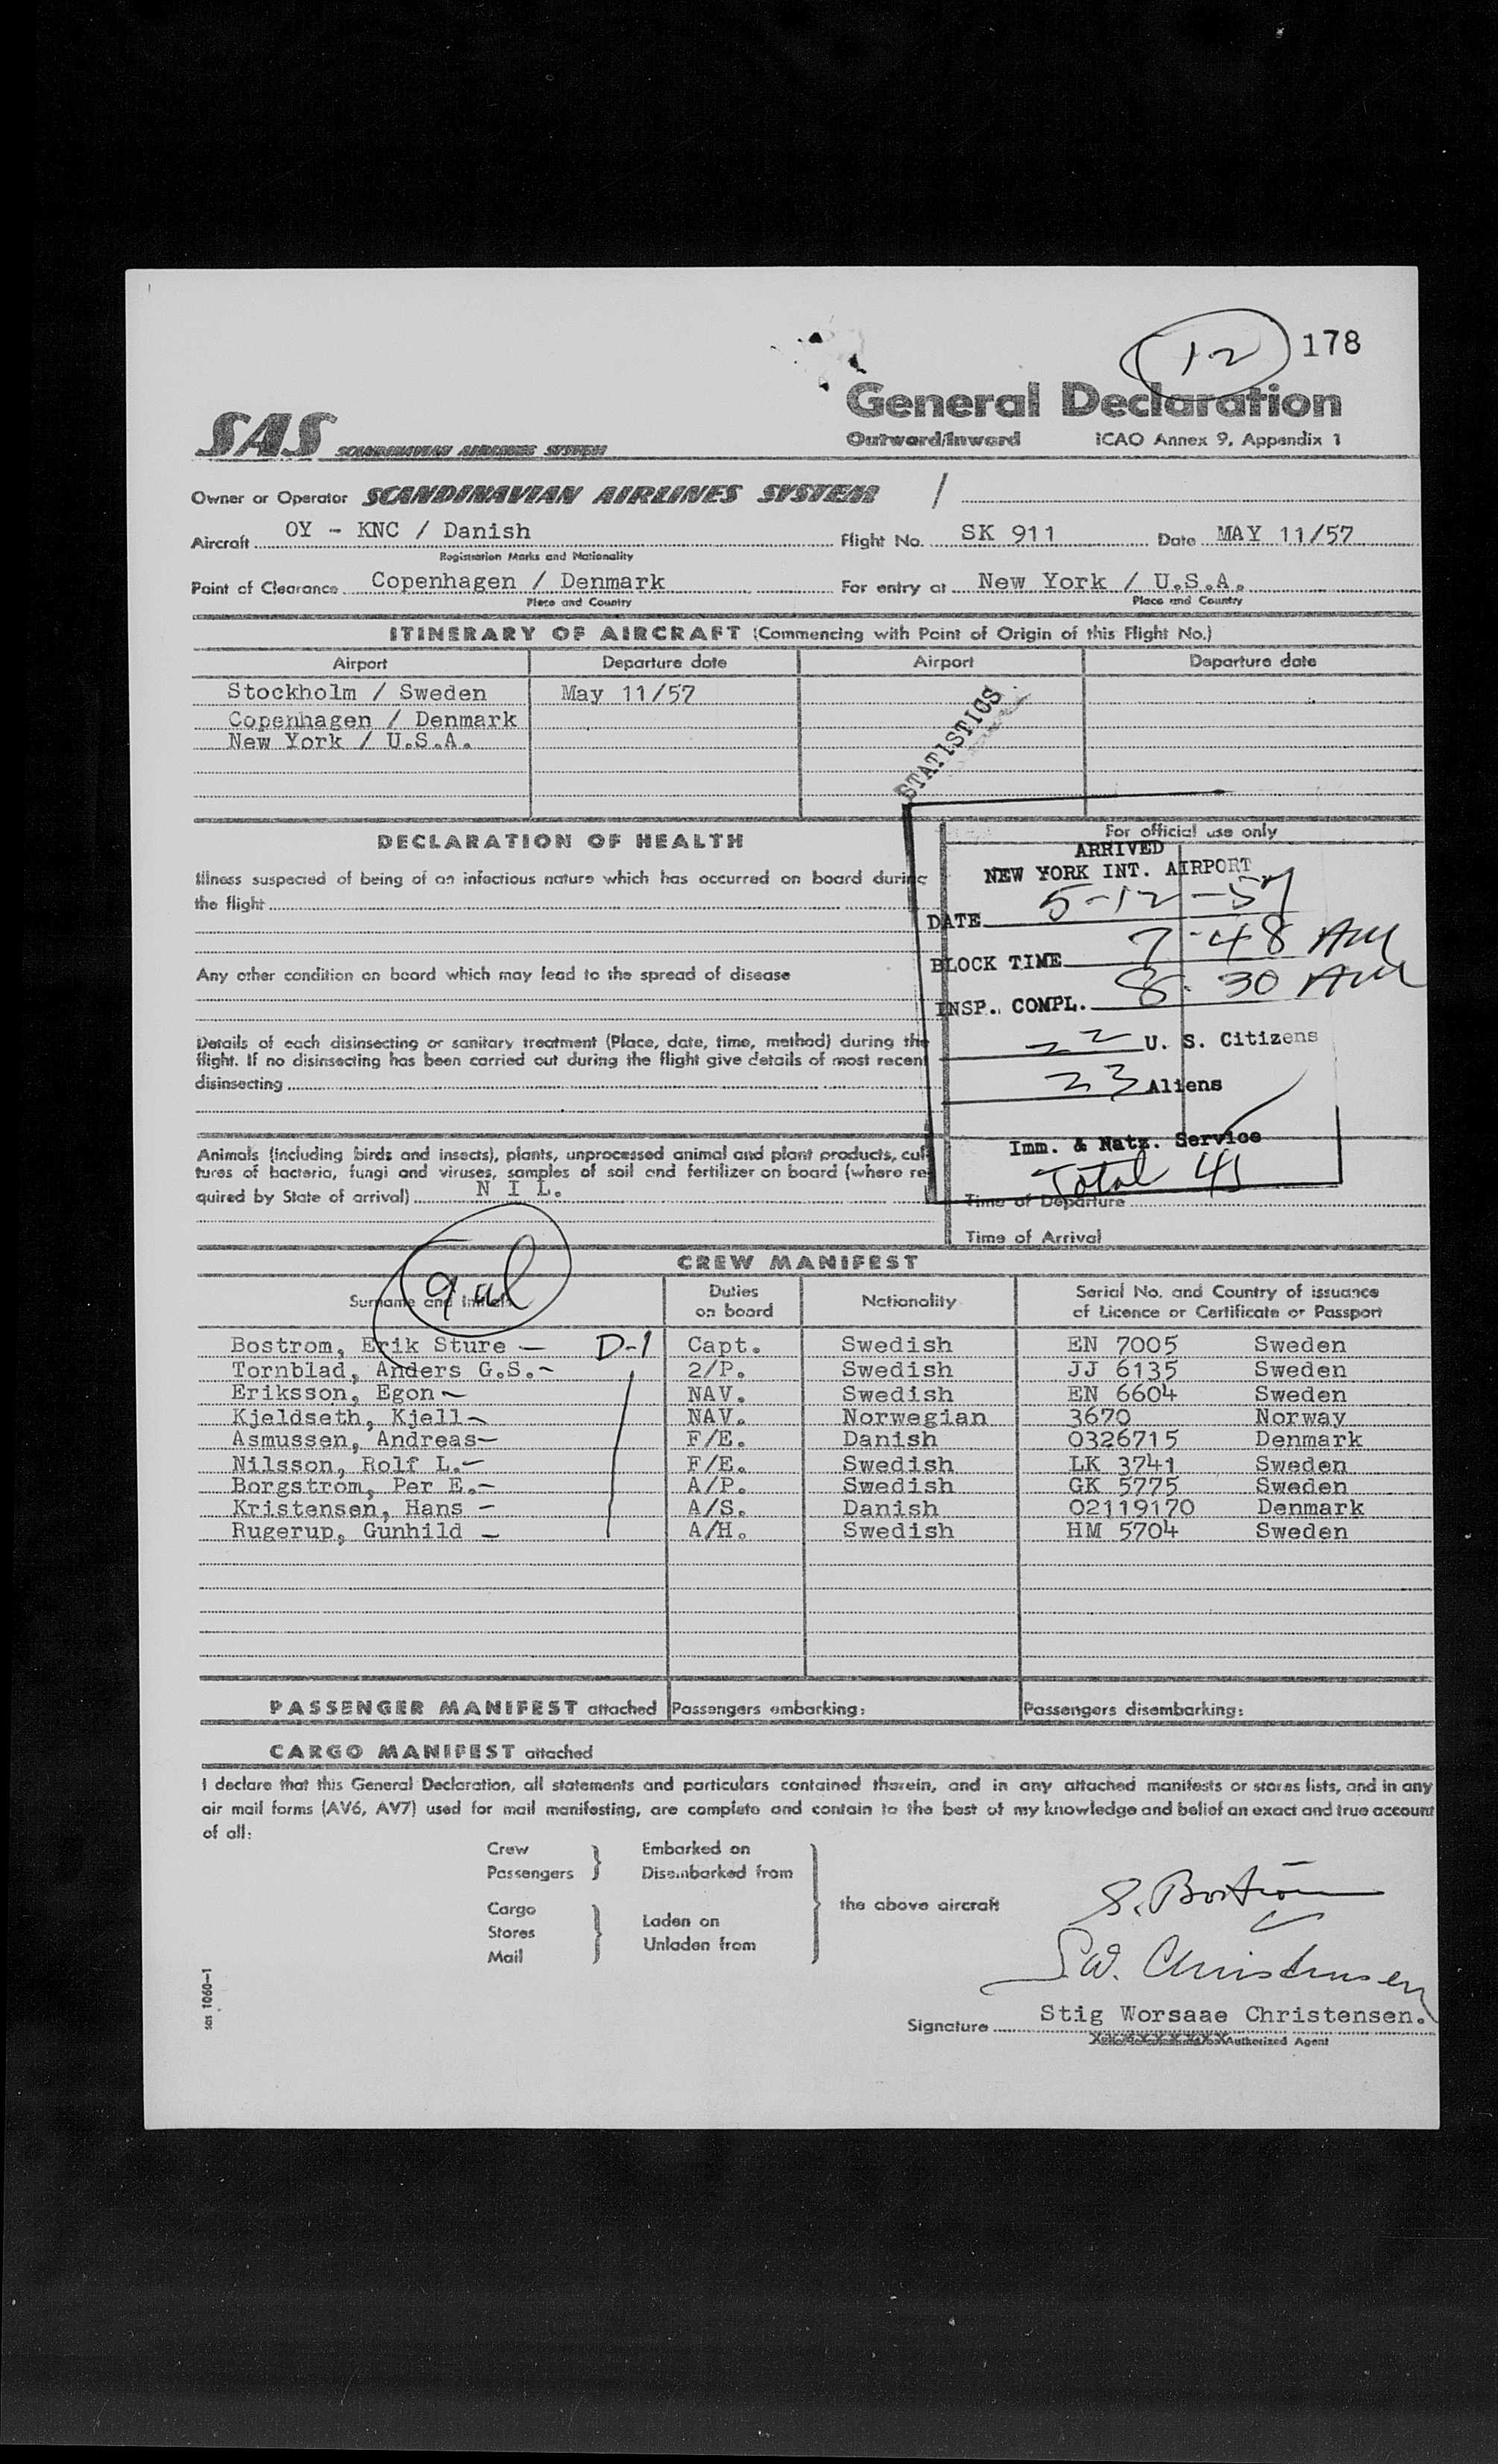 12 178
General Declaration
Outward/Inward ICAO Annex 9, Appendix 1
SAS SCANDINAVIAN AIRLINES SYSTEM
Owner or Operator SCANDINAVIAN AIRLINES SYSTEM /
Aircraft OY - KNC / Danish Flight No. SK 911 Date MAY 11/57
Registration Marks and Nationality
Point of Clearance Copenhagen / Denmark For entry at New York / U.S.A.
Place and Country Place and Country
ITINERARY OF AIRCRAFT (Commencing with Point of Origin of this Flight No.)
Airport Departure date Airport Departure date
Stockholm / Sweden May 11/57
Copenhagen / Denmark
New York / U.S.A.
STATISTICS
DECLARATION OF HEALTH
Illness suspected of being of an infectious nature which has occurred on board during
the flight
Any other condition on board which may lead to the spread of disease
Details of each disinsecting or sanitary treatment (Place, date, time, method) during the
flight. If no disinsecting has been carried out during the flight give details of most recent
disinsecting
Animals (including birds and insects), plants, unprocessed animal and plant products, cul-
tures of bacteria, fungi and viruses, samples of soil and fertilizer on board (where re-
quired by State of arrival) N I L.
For official use only
ARRIVED
NEW YORK INT. AIRPORT
DATE 5-12-57
BLOCK TIME 7-48 AM
INSP. COMPL. 8-30 AM
22 U. S. Citizens
23 Aliens
Imm. & Natz. Service
Total 45
Time of Departure
Time of Arrival
CREW MANIFEST
9 al
Surname and Initials Duties on board Nationality Serial No. and Country of issuance of Licence or Certificate or Passport
Bostrom, Erik Sture — D-1 Capt. Swedish EN 7005 Sweden
Tornblad, Anders G.S.— 2/P. Swedish JJ 6135 Sweden
Eriksson, Egon — NAV. Swedish EN 6604 Sweden
Kjeldseth, Kjell — NAV. Norwegian 3670 Norway
Asmussen, Andreas— F/E. Danish 0326715 Denmark
Nilsson, Rolf L.— F/E. Swedish LK 3741 Sweden
Borgstrom, Per E.— A/P. Swedish GK 5775 Sweden
Kristensen, Hans — A/S. Danish 02119170 Denmark
Rugerup, Gunhild — A/H. Swedish HM 5704 Sweden
PASSENGER MANIFEST attached Passengers embarking: Passengers disembarking:
CARGO MANIFEST attached
I declare that this General Declaration, all statements and particulars contained therein, and in any attached manifests or stores lists, and in any
air mail forms (AV6, AV7) used for mail manifesting, are complete and contain to the best of my knowledge and belief an exact and true account
of all:
Crew Embarked on
Passengers Disembarked from
the above aircraft
Cargo
Stores Laden on
Mail Unladen from
S. Boström
S.W. Christensen
Stig Worsaae Christensen.
Signature
Authorized Agent
SAS 1060—1